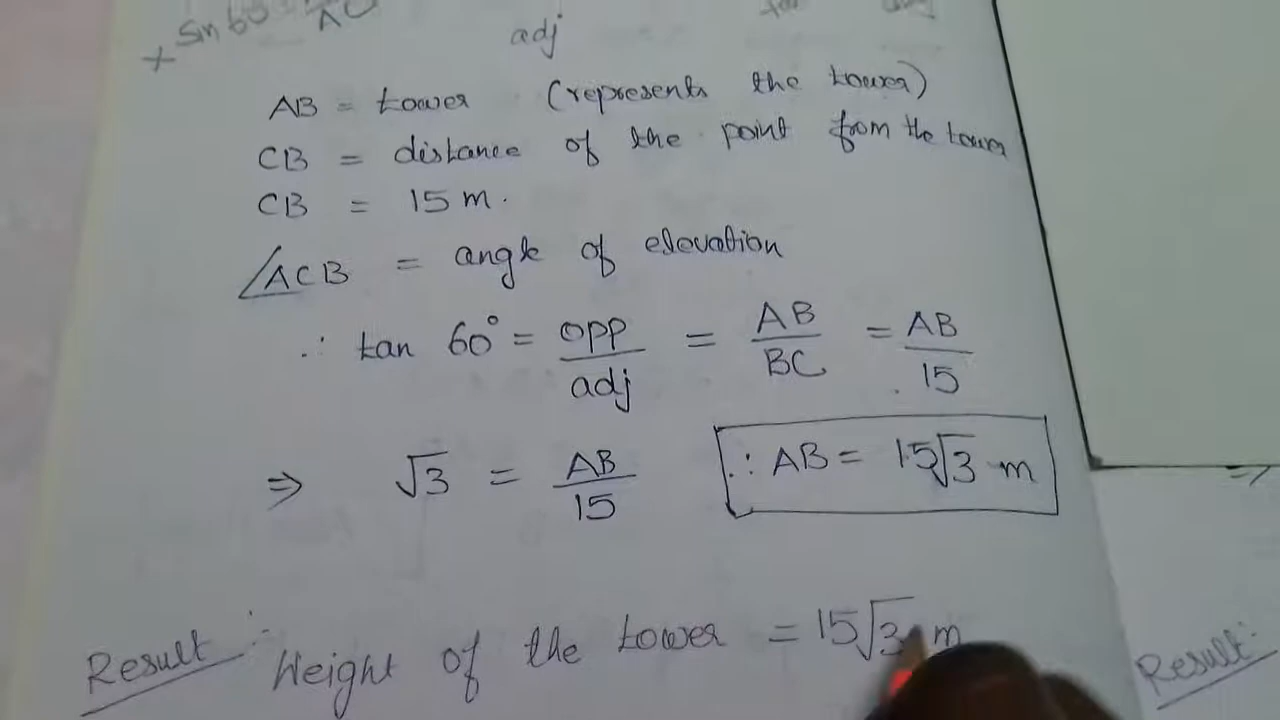 + sin 60
adj
AB = tower (represents the tower)
CB = distance of the point from the tower
CB = 15 m.
∠ACB = angle of elevation
∴ tan 60° = opp/adj = AB/BC = AB/15
⇒ √3 = AB/15 ∴ AB = 15√3 m
⇒
Result : Height of the tower = 15√3 m
Result: